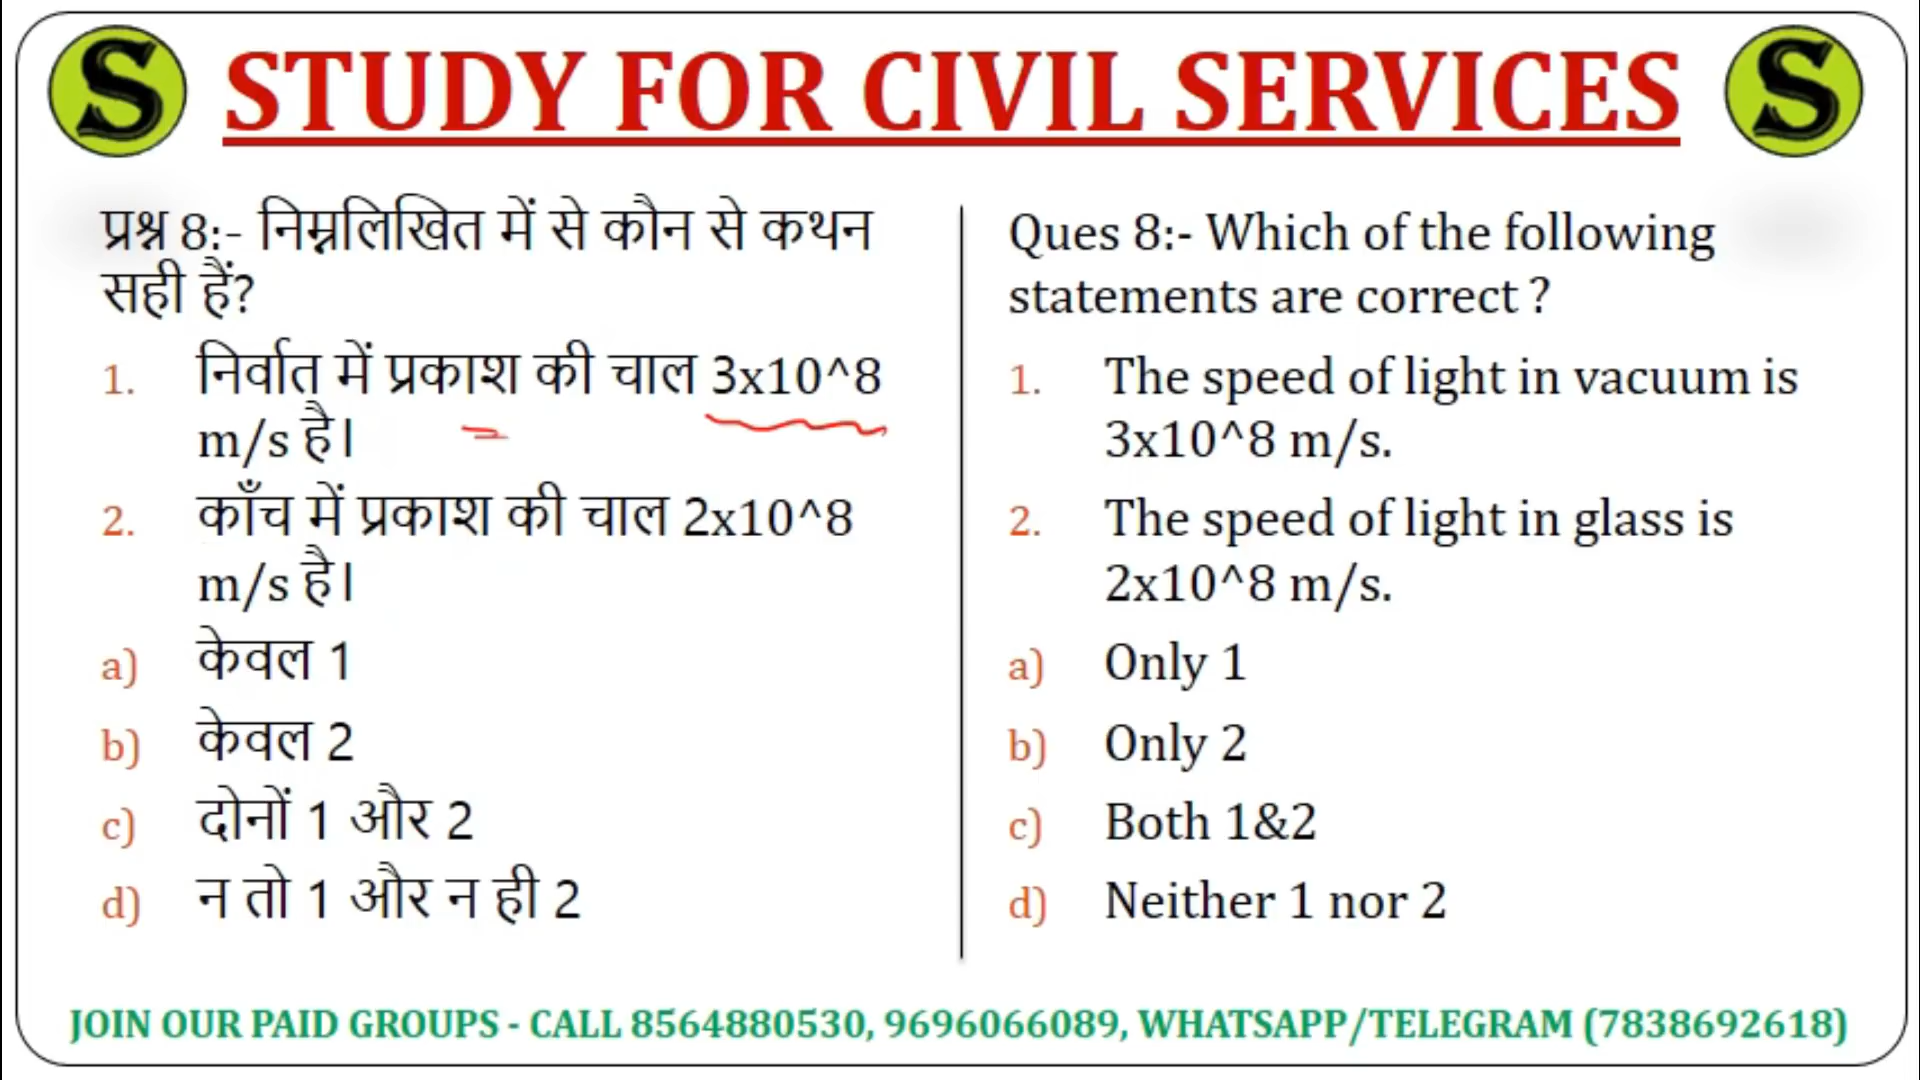 S STUDY FOR CIVIL SERVICES S
प्रश्न 8:- निम्नलिखित में से कौन से कथन
सही हैं?
1. निर्वात में प्रकाश की चाल 3x10^8
m/s है।
2. काँच में प्रकाश की चाल 2x10^8
m/s है।
a) केवल 1
b) केवल 2
c) दोनों 1 और 2
d) न तो 1 और न ही 2
Ques 8:- Which of the following
statements are correct ?
1. The speed of light in vacuum is
3x10^8 m/s.
2. The speed of light in glass is
2x10^8 m/s.
a) Only 1
b) Only 2
c) Both 1&2
d) Neither 1 nor 2
JOIN OUR PAID GROUPS - CALL 8564880530, 9696066089, WHATSAPP/TELEGRAM (7838692618)